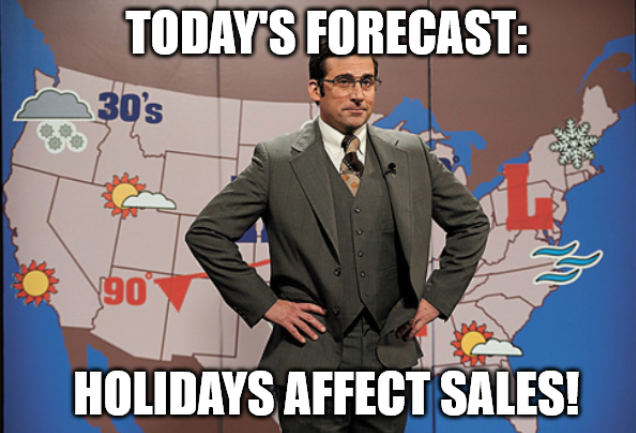 TODAY'S FORECAST:
30's
L
90°
HOLIDAYS AFFECT SALES!